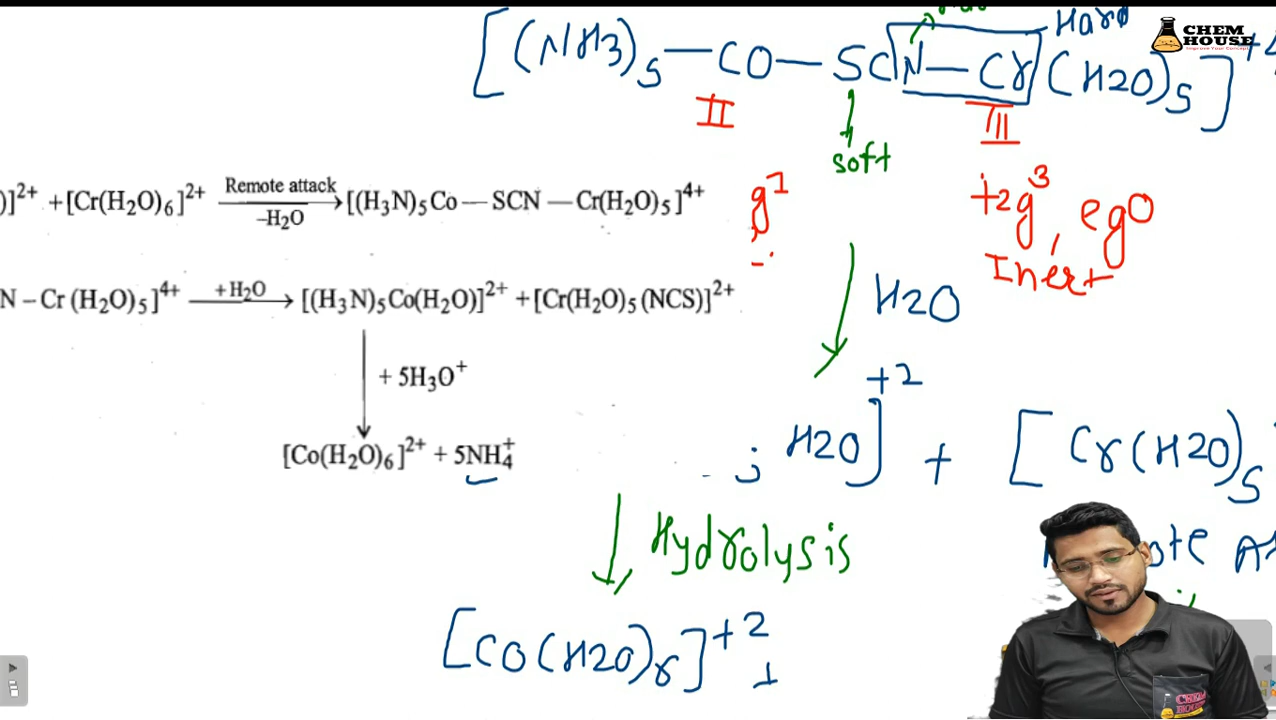 [(NH3)5—CO—SCN—Cr(H2O)5]
Hard
CHEM
HOUSE
Improve Your Concept
II
III
soft
)]²⁺ +[Cr(H₂O)₆]²⁺ Remote attack –H₂O → [(H₃N)₅Co — SCN — Cr(H₂O)₅]⁴⁺
t2g³, eg0
Inert
N – Cr (H₂O)₅]⁴⁺ +H₂O → [(H₃N)₅Co(H₂O)]²⁺ +[Cr(H₂O)₅(NCS)]²⁺
H2O
+ 5H₃O⁺
[Co(H₂O)₆]²⁺ + 5NH₄⁺
H2O]+2 + [Cr(H2O)5
Hydrolysis
[CO(H2O)6]+2
+